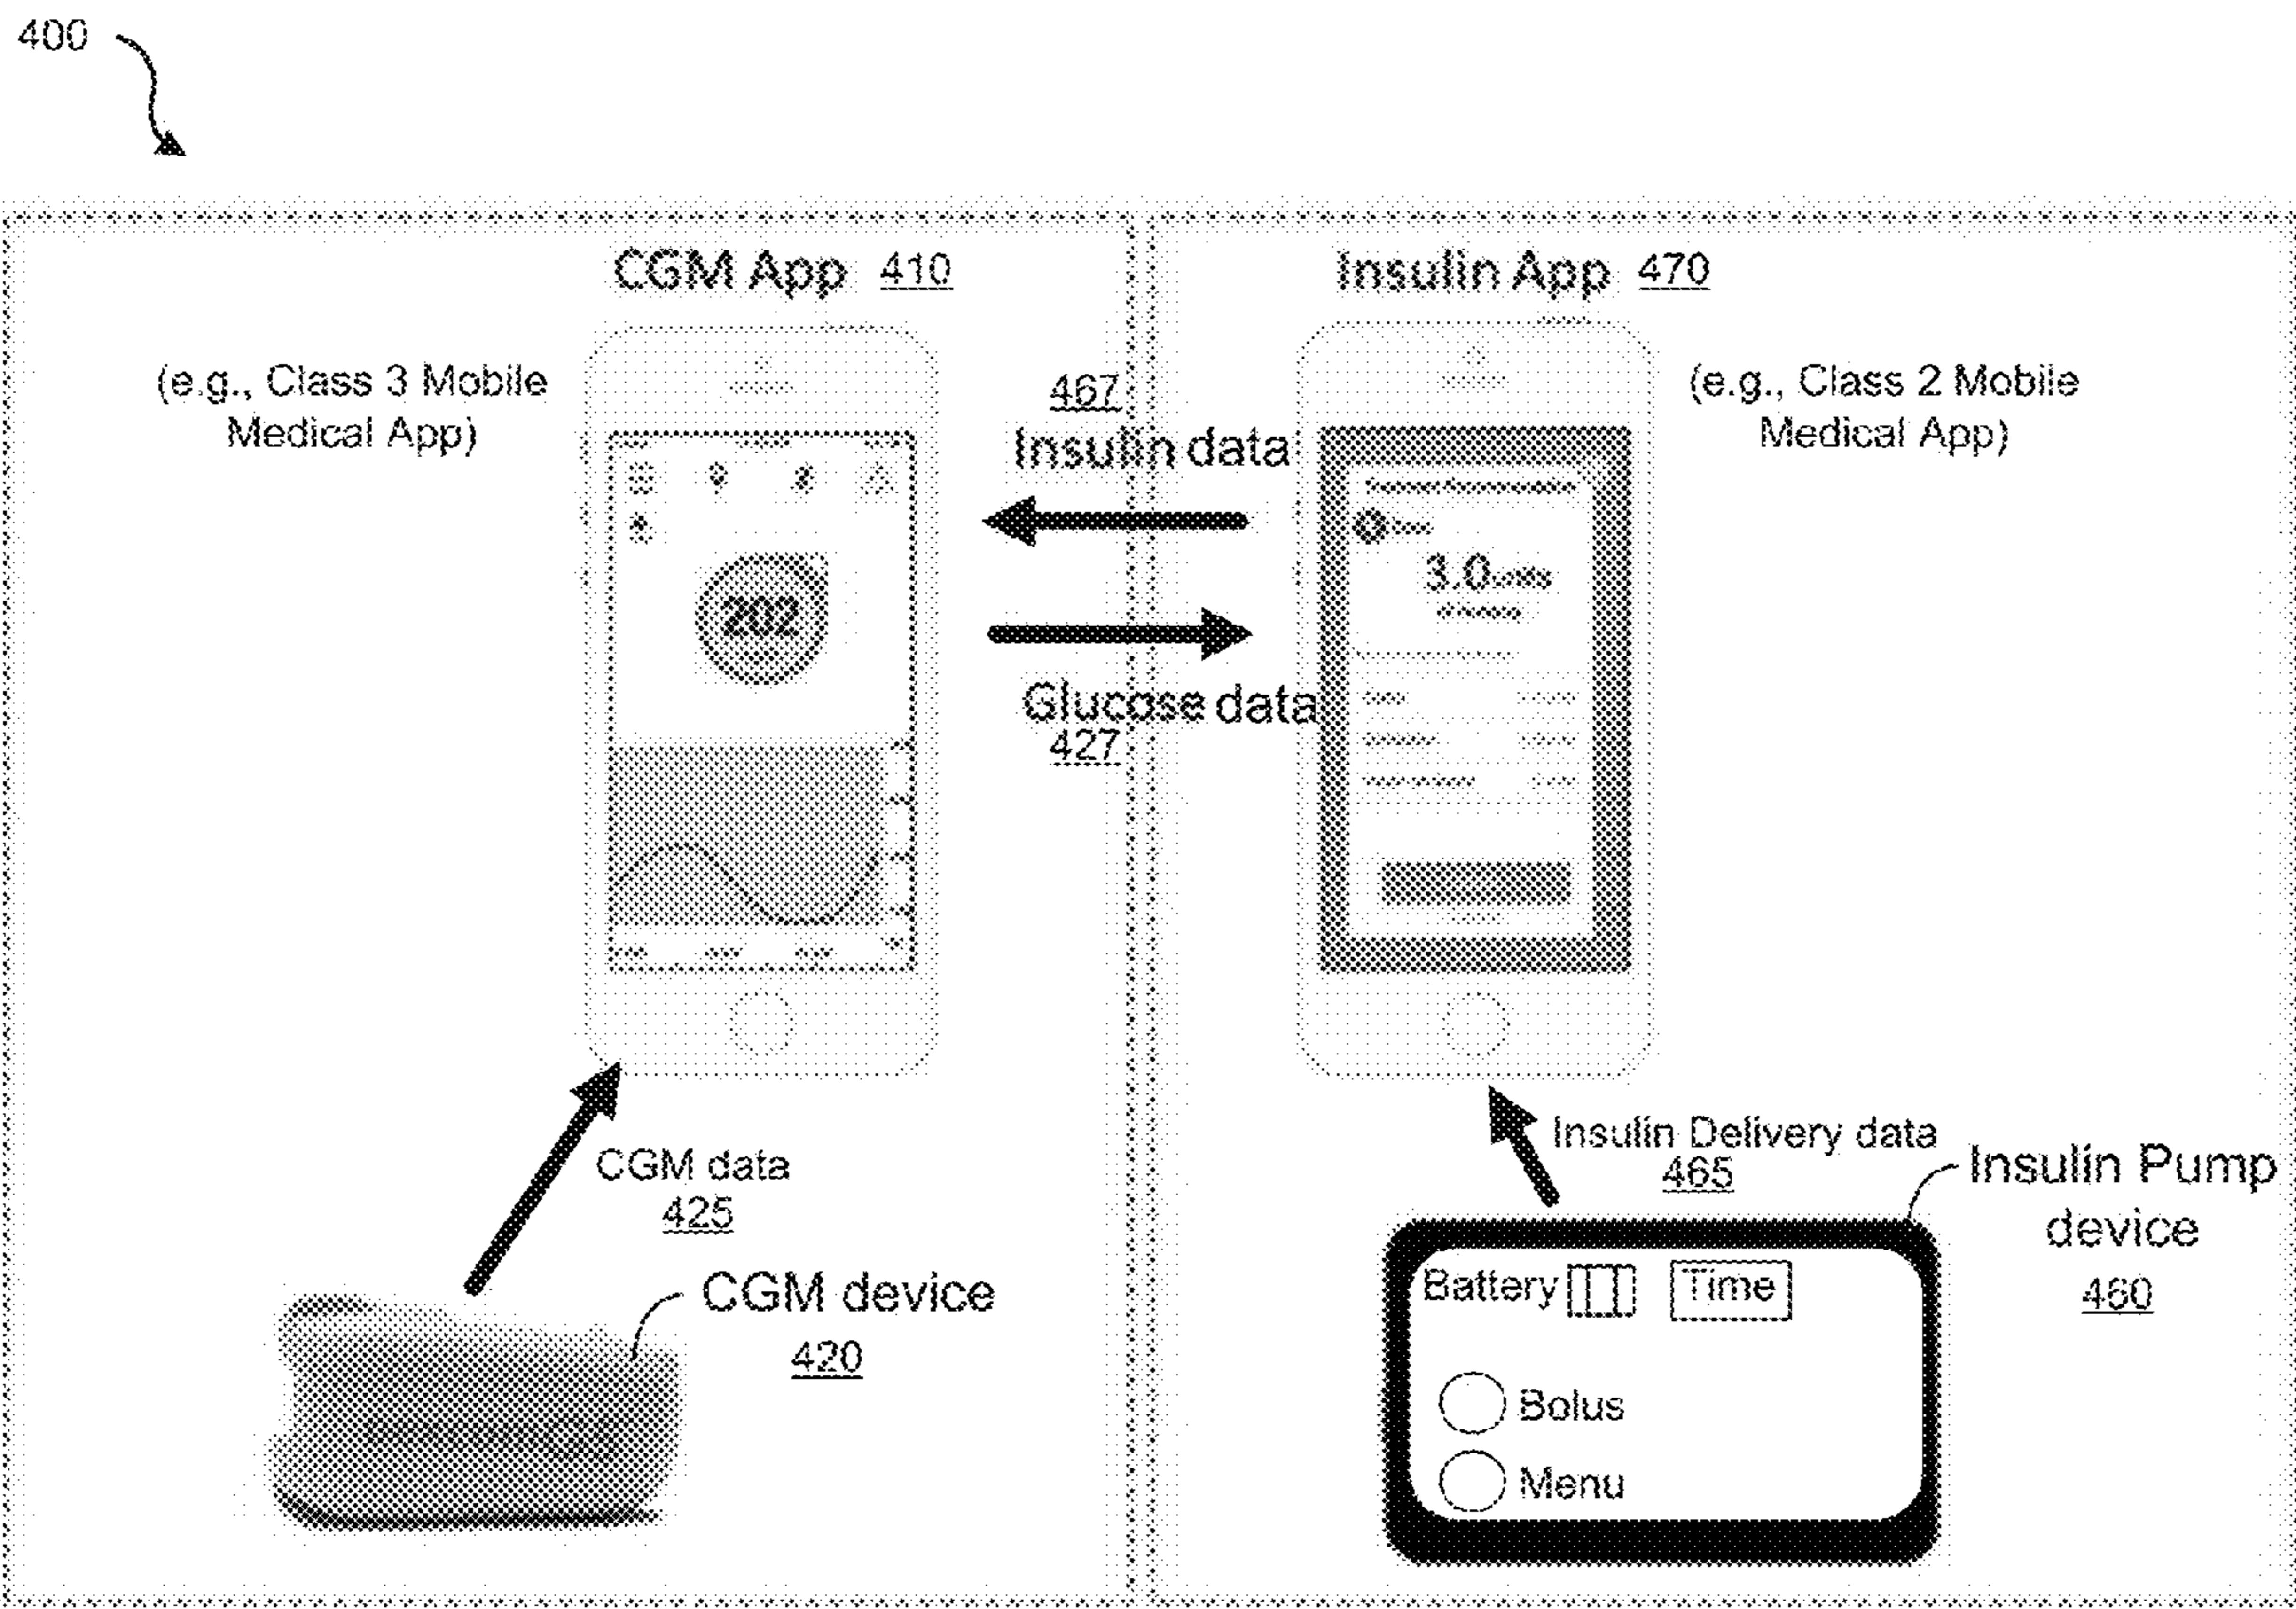 400
CGM App 410
(e.g., Class 3 Mobile
Medical App)
202
467
Insulin data
Glucose data
427
Insulin App 470
(e.g., Class 2 Mobile
Medical App)
3.0 units
CGM data
425
CGM device
420
Insulin Delivery data
465
Insulin Pump
device
460
Battery
Time
Bolus
Menu